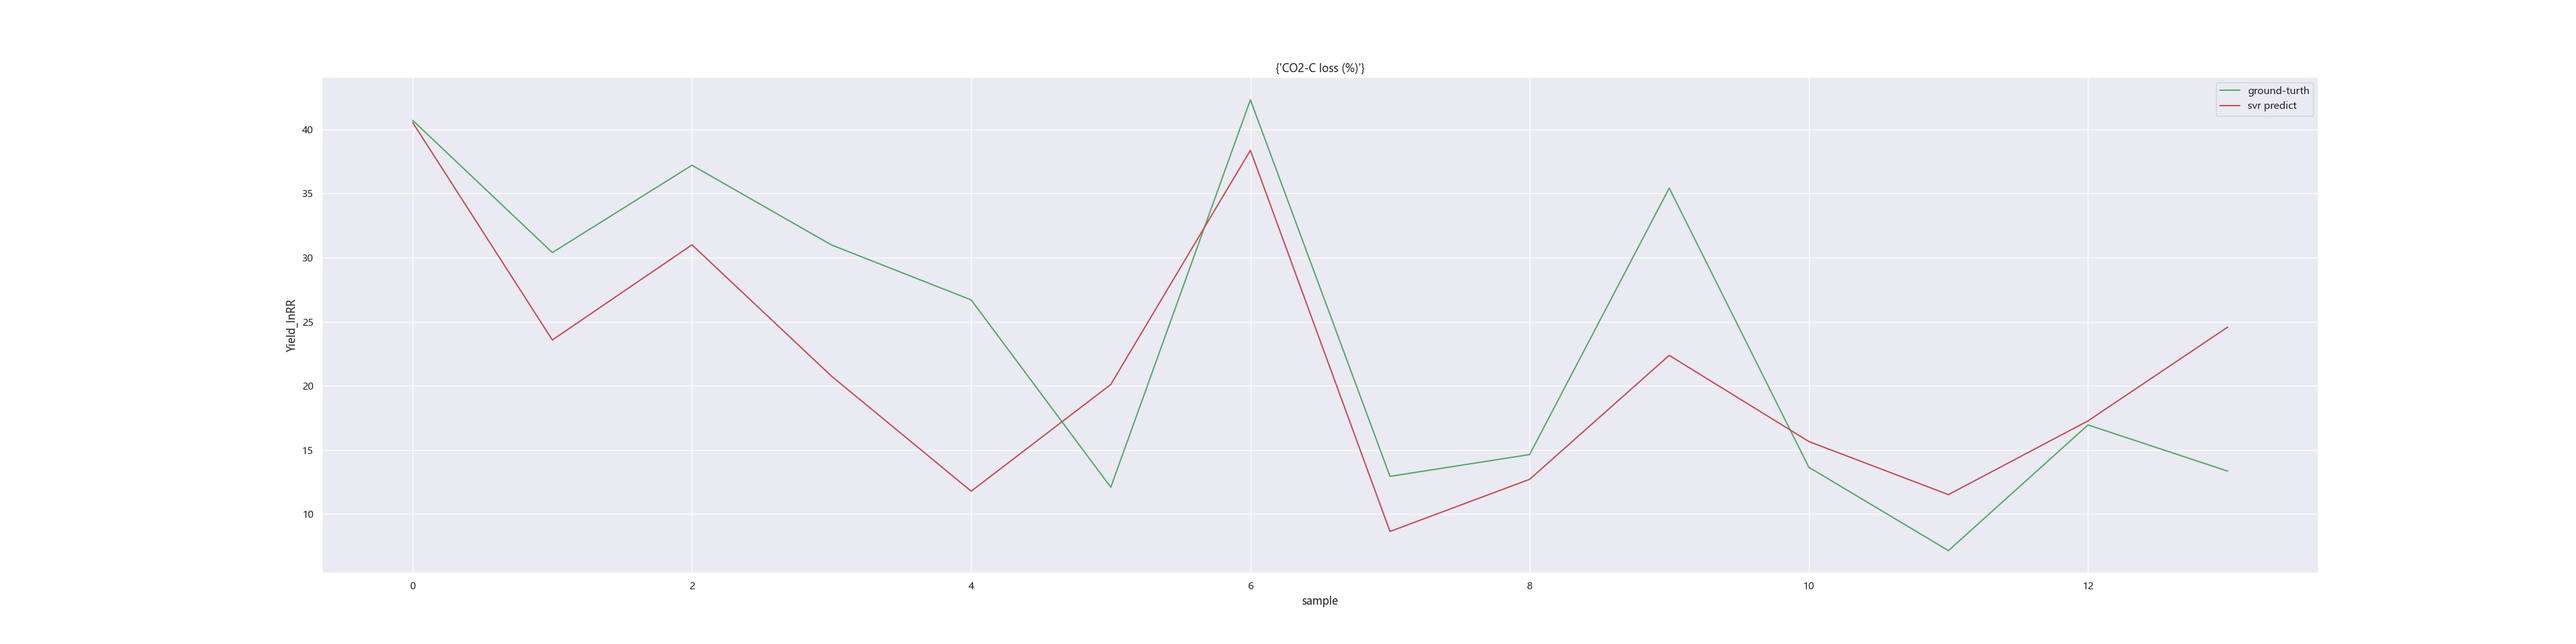 {'CO2-C loss (%)'}
ground-turth
svr predict
40
35
30
25
20
15
10
Yield_lnRR
0 2 4 6 8 10 12
sample